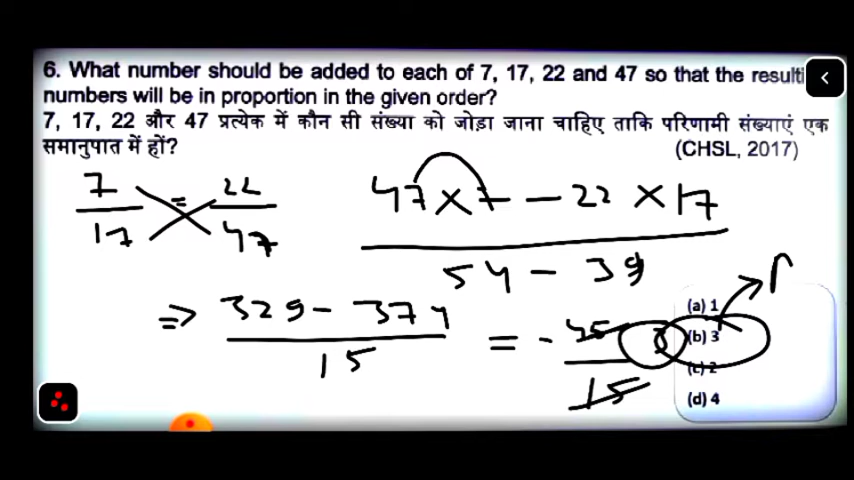 6. What number should be added to each of 7, 17, 22 and 47 so that the resulti
numbers will be in proportion in the given order?
7, 17, 22 और 47 प्रत्येक में कौन सी संख्या को जोड़ा जाना चाहिए ताकि परिणामी संख्याएं एक
समानुपात में हों?
(CHSL, 2017)
7/17 = 22/47
47 × 7 − 22 × 17
54 − 39
⇒ 329 − 374 / 15 = - 45/15 3
(a) 1
(b) 3
(c) 2
(d) 4